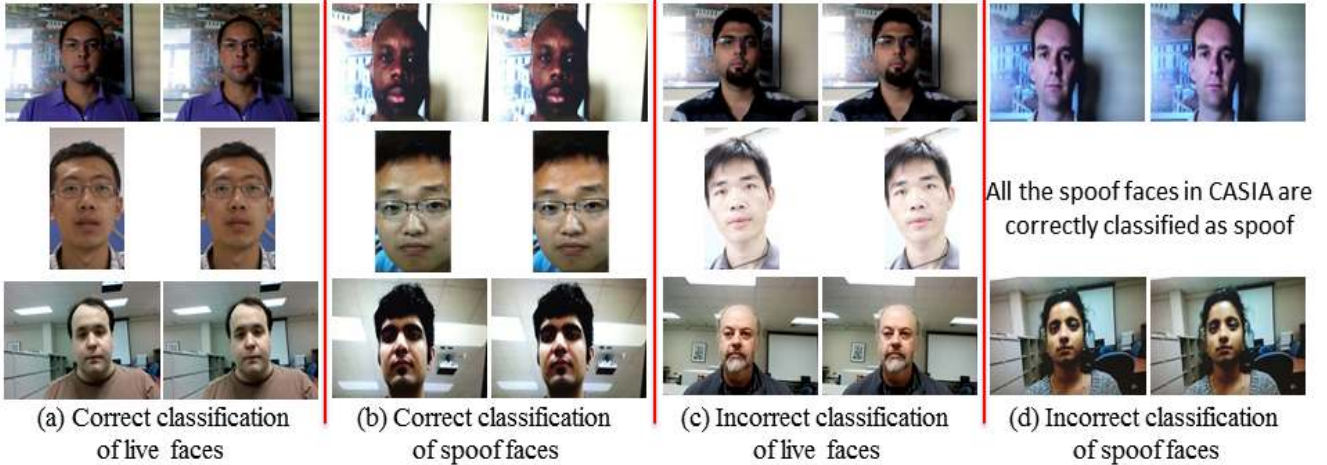 All the spoof faces in CASIA are
correctly classified as spoof
(a) Correct classification
of live faces
(b) Correct classification
of spoof faces
(c) Incorrect classification
of live faces
(d) Incorrect classification
of spoof faces